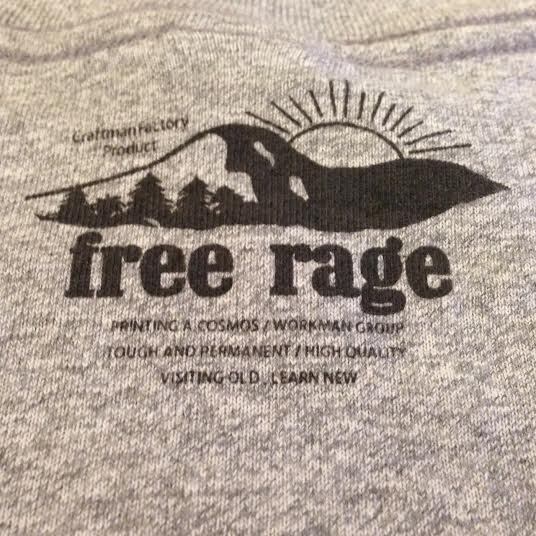 Craftman Factory
Product
free rage
PRINTING A COSMOS / WORKMAN GROUP
TOUGH AND PERMANENT / HIGH QUALITY
VISITING OLD , LEARN NEW